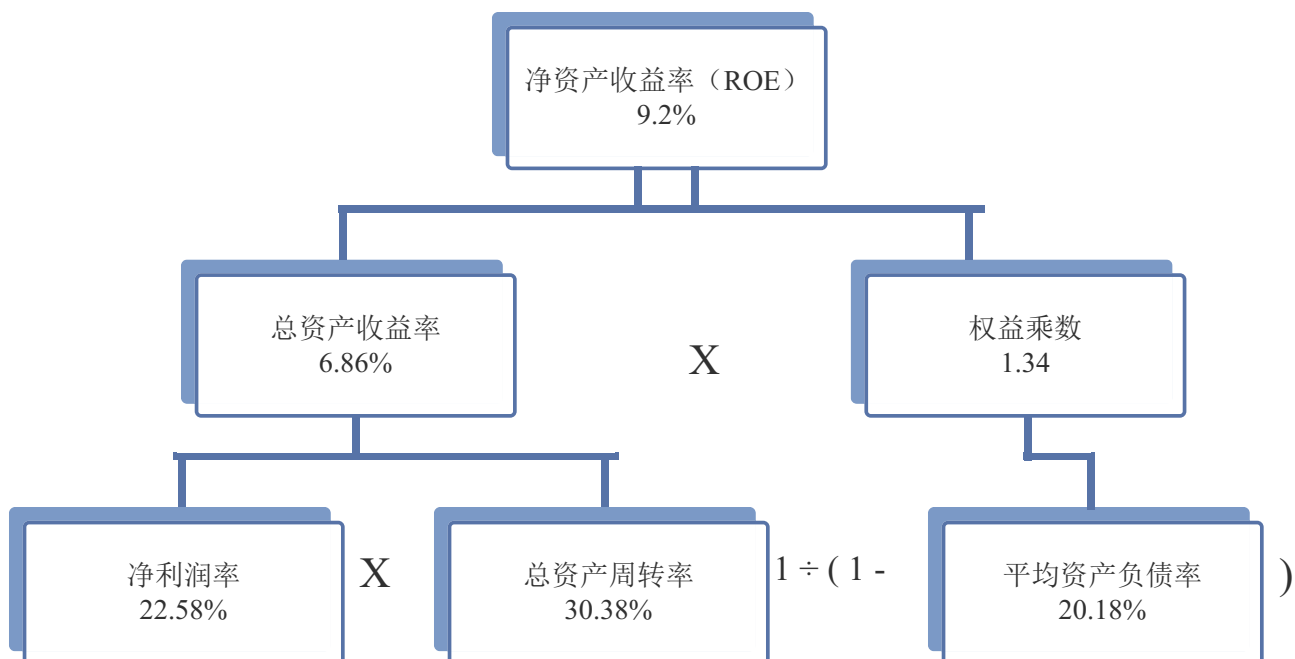 净资产收益率（ROE）
9.2%
总资产收益率
6.86%
X
权益乘数
1.34
净利润率
22.58%
X
总资产周转率
30.38%
1 ÷ ( 1 -
平均资产负债率
20.18%
)